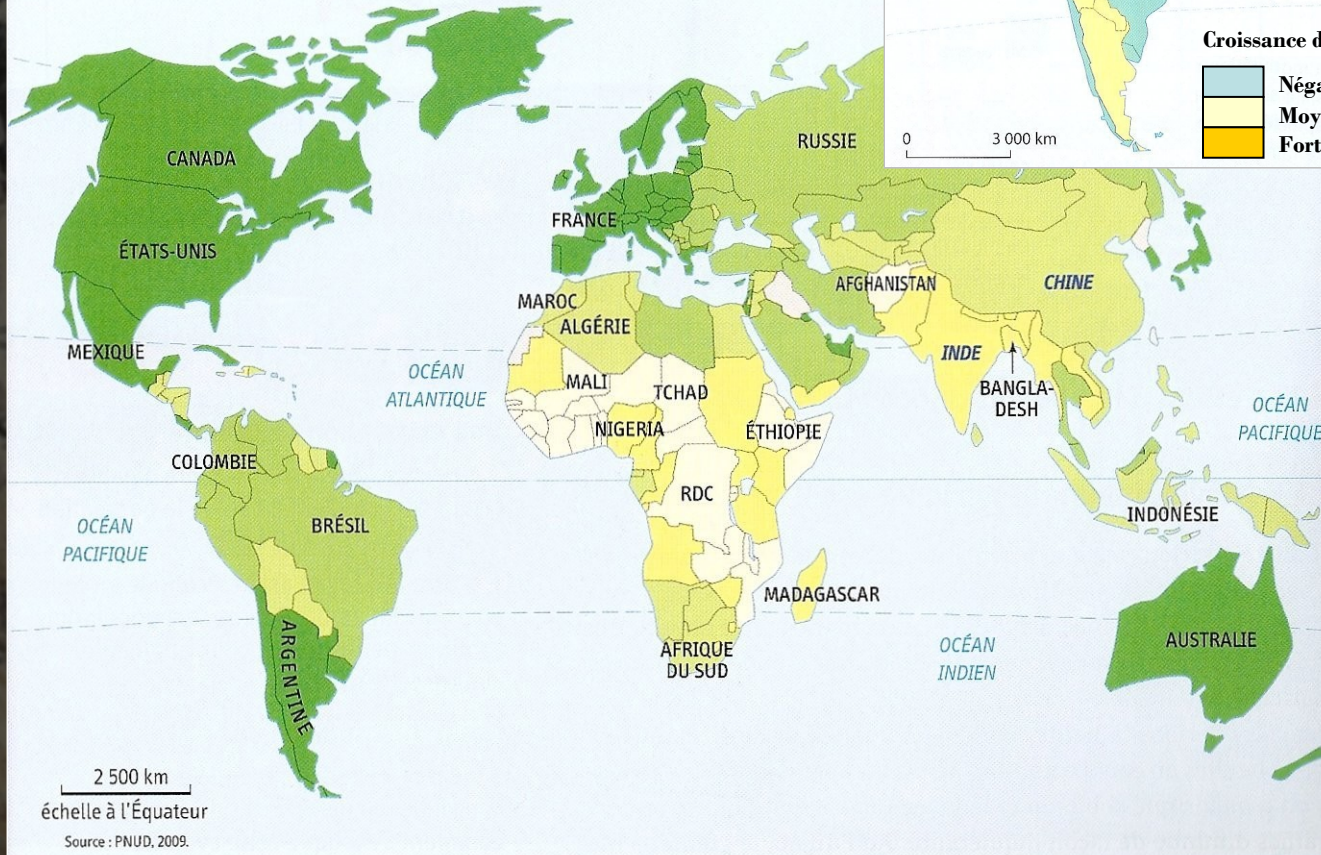 Croissance d
Néga
Moy
Fort
0 3 000 km
RUSSIE
CANADA
FRANCE
ÉTATS-UNIS
AFGHANISTAN
CHINE
MAROC
ALGÉRIE
MEXIQUE
INDE
OCÉAN
ATLANTIQUE
MALI
TCHAD
BANGLA-
DESH
OCÉAN
PACIFIQUE
NIGERIA
ÉTHIOPIE
COLOMBIE
RDC
INDONÉSIE
BRÉSIL
OCÉAN
PACIFIQUE
MADAGASCAR
ARGENTINE
AFRIQUE
DU SUD
OCÉAN
INDIEN
AUSTRALIE
2 500 km
échelle à l'Équateur
Source : PNUD, 2009.